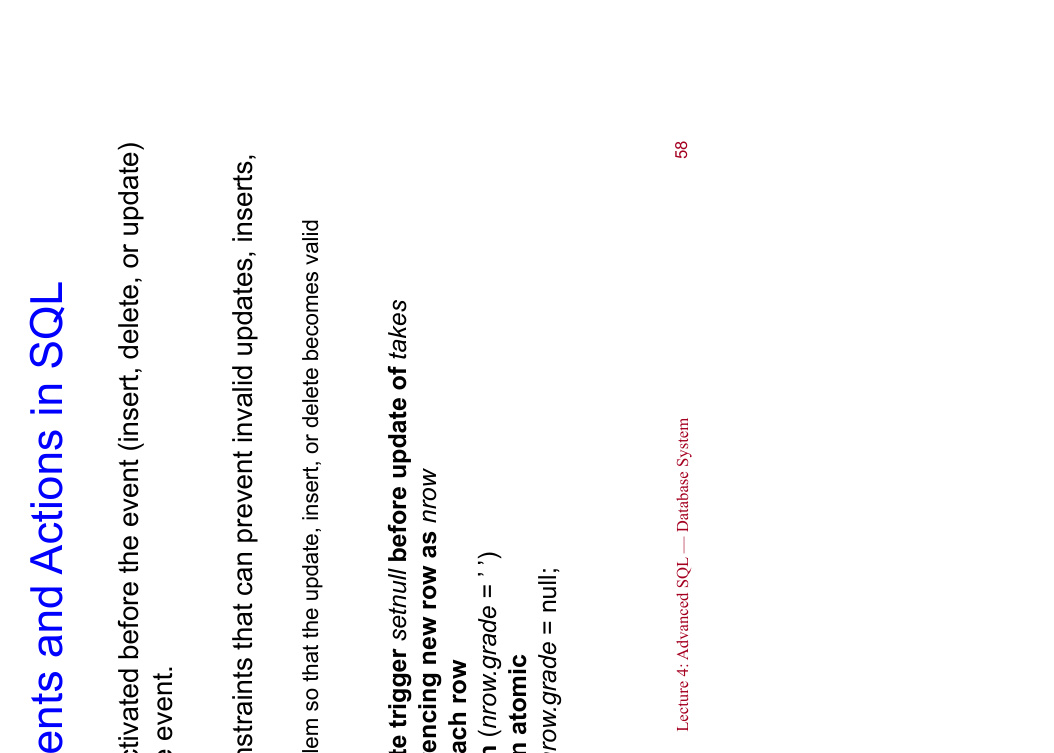 ents and Actions in SQL
ctivated before the event (insert, delete, or update)
e event.
nstraints that can prevent invalid updates, inserts,
lem so that the update, insert, or delete becomes valid
te trigger setnull before update of takes
encing new row as nrow
ach row
n (nrow.grade = ' ')
n atomic
row.grade = null;
Lecture 4: Advanced SQL — Database System
58